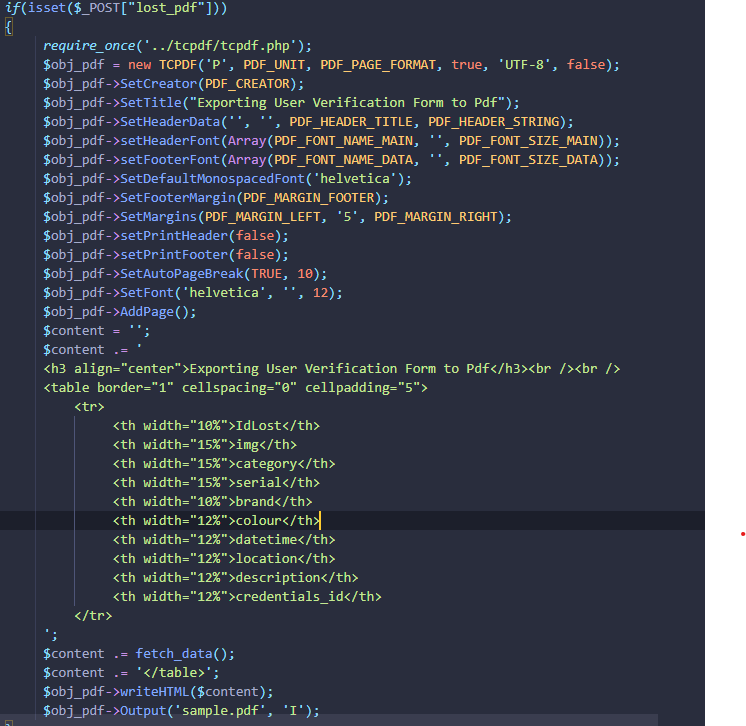 if(isset($_POST["lost_pdf"]))
{
require_once('../tcpdf/tcpdf.php');
$obj_pdf = new TCPDF('P', PDF_UNIT, PDF_PAGE_FORMAT, true, 'UTF-8', false);
$obj_pdf->SetCreator(PDF_CREATOR);
$obj_pdf->SetTitle("Exporting User Verification Form to Pdf");
$obj_pdf->SetHeaderData('', '', PDF_HEADER_TITLE, PDF_HEADER_STRING);
$obj_pdf->setHeaderFont(Array(PDF_FONT_NAME_MAIN, '', PDF_FONT_SIZE_MAIN));
$obj_pdf->setFooterFont(Array(PDF_FONT_NAME_DATA, '', PDF_FONT_SIZE_DATA));
$obj_pdf->SetDefaultMonospacedFont('helvetica');
$obj_pdf->SetFooterMargin(PDF_MARGIN_FOOTER);
$obj_pdf->SetMargins(PDF_MARGIN_LEFT, '5', PDF_MARGIN_RIGHT);
$obj_pdf->setPrintHeader(false);
$obj_pdf->setPrintFooter(false);
$obj_pdf->SetAutoPageBreak(TRUE, 10);
$obj_pdf->SetFont('helvetica', '', 12);
$obj_pdf->AddPage();
$content = '';
$content .= '
<h3 align="center">Exporting User Verification Form to Pdf</h3><br /><br />
<table border="1" cellspacing="0" cellpadding="5">
<tr>
<th width="10%">IdLost</th>
<th width="15%">img</th>
<th width="15%">category</th>
<th width="15%">serial</th>
<th width="10%">brand</th>
<th width="12%">colour</th>
<th width="12%">datetime</th>
<th width="12%">location</th>
<th width="12%">description</th>
<th width="12%">credentials_id</th>
</tr>
';
$content .= fetch_data();
$content .= '</table>';
$obj_pdf->writeHTML($content);
$obj_pdf->Output('sample.pdf', 'I');
}